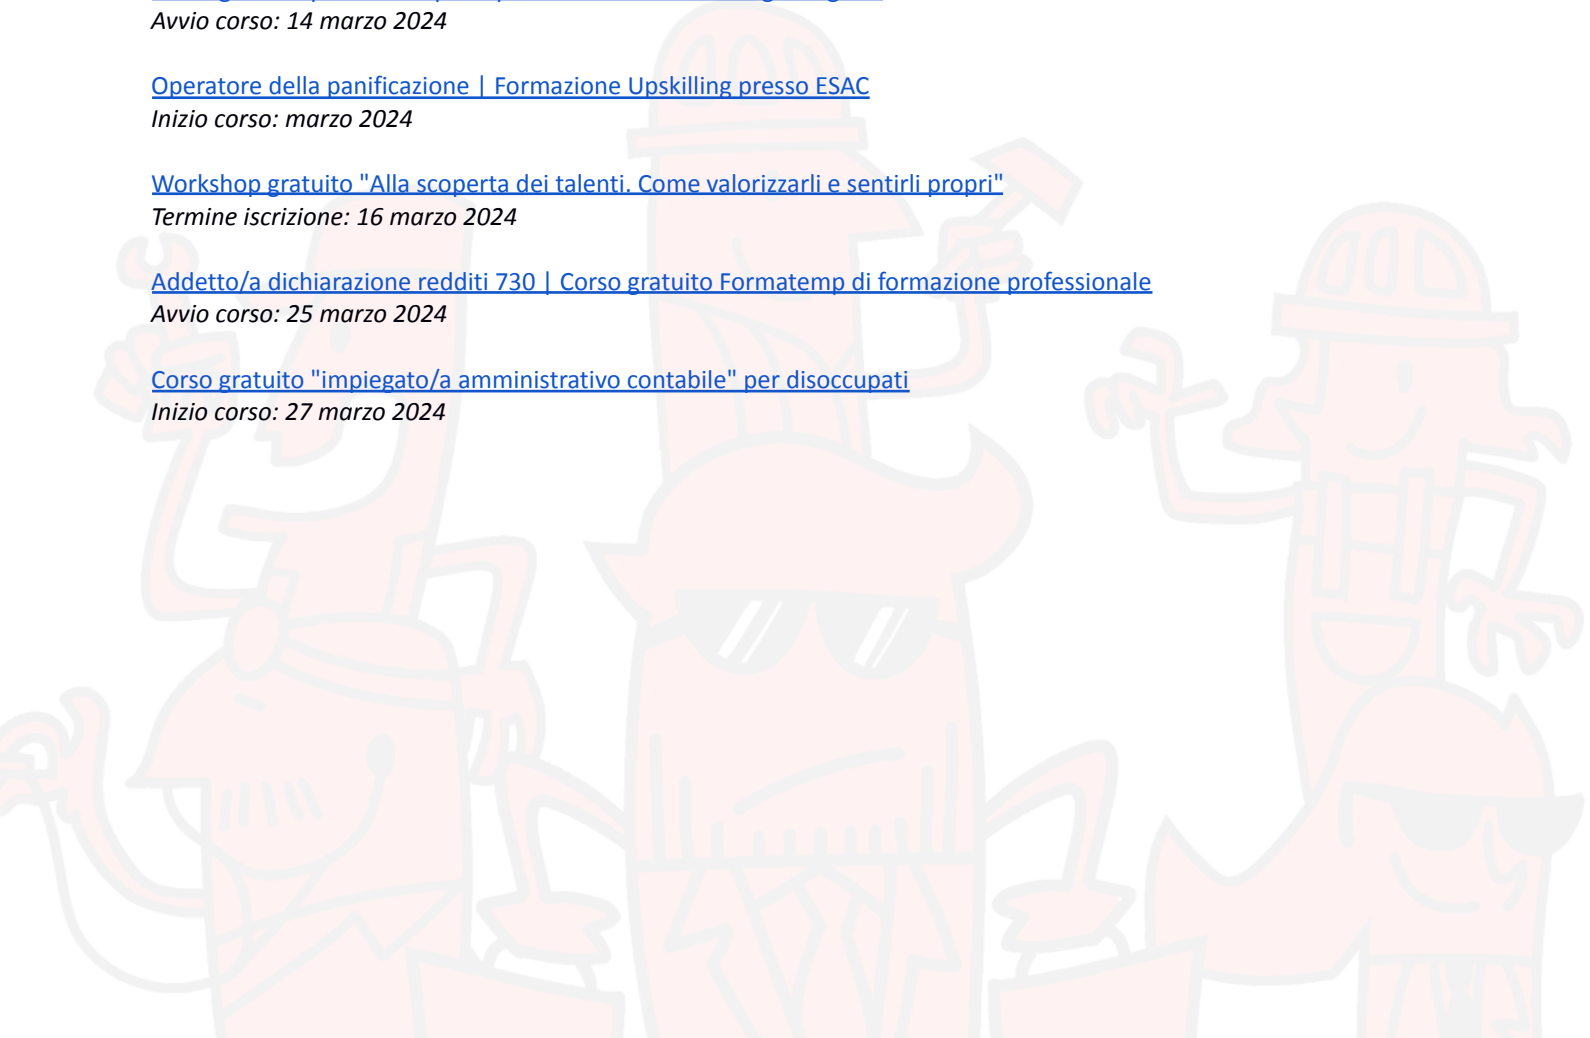 Avvio corso: 14 marzo 2024
Operatore della panificazione | Formazione Upskilling presso ESAC
Inizio corso: marzo 2024
Workshop gratuito "Alla scoperta dei talenti. Come valorizzarli e sentirli propri"
Termine iscrizione: 16 marzo 2024
Addetto/a dichiarazione redditi 730 | Corso gratuito Formatemp di formazione professionale
Avvio corso: 25 marzo 2024
Corso gratuito "impiegato/a amministrativo contabile" per disoccupati
Inizio corso: 27 marzo 2024